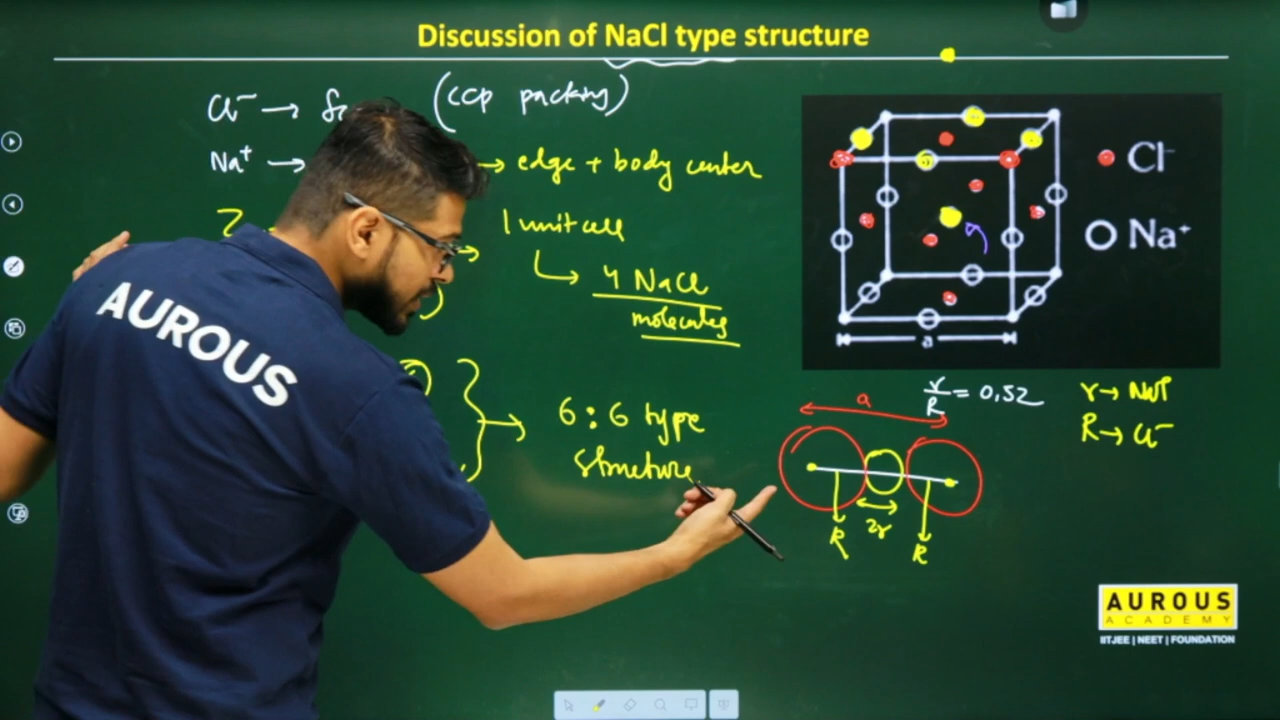 Discussion of NaCl type structure
Cl⁻ → (ccp packing)
Na⁺ → → edge + body center
Z 1 unit cell
→ 4 NaCl
molecules
→ 6:6 type
structure
Cl⁻
Na⁺
a
r/R = 0.52
r → Na⁺
R → Cl⁻
a
R 2r R
AUROUS
AUROUS
ACADEMY
IITJEE | NEET | FOUNDATION